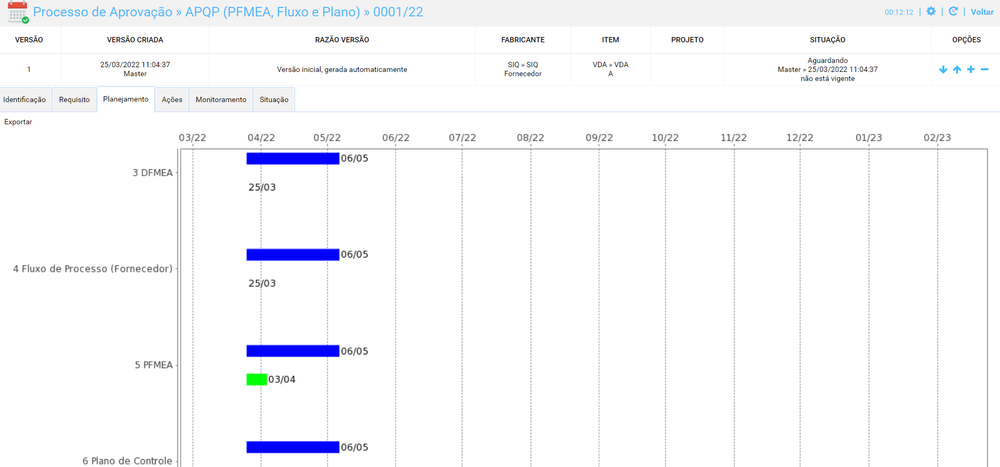 Processo de Aprovação » APQP (PFMEA, Fluxo e Plano) » 0001/22
00:12:12 | | | Voltar
VERSÃO VERSÃO CRIADA RAZÃO VERSÃO FABRICANTE ITEM PROJETO SITUAÇÃO OPÇÕES
1
25/03/2022 11:04:37
Master
Versão inicial, gerada automaticamente
SIQ » SIQ
Fornecedor
VDA » VDA
A
Aguardando
Master » 25/03/2022 11:04:37
não está vigente
Identificação Requisito Planejamento Ações Monitoramento Situação
Exportar
03/22 04/22 05/22 06/22 07/22 08/22 09/22 10/22 11/22 12/22 01/23 02/23
06/05
3 DFMEA
25/03
06/05
4 Fluxo de Processo (Fornecedor)
25/03
06/05
5 PFMEA
03/04
06/05
6 Plano de Controle